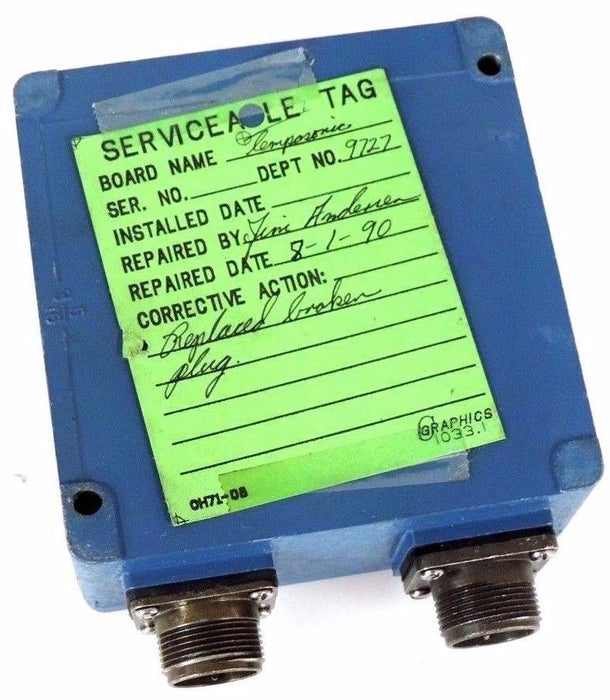 SERVICEABLE TAG
BOARD NAME Temposonic
SER. NO. DEPT NO. 9727
INSTALLED DATE
REPAIRED BY Jim Andersen
REPAIRED DATE 8-1-90
CORRECTIVE ACTION:
Replaced broken
plug.
GRAPHICS
1033.1
OH71-08